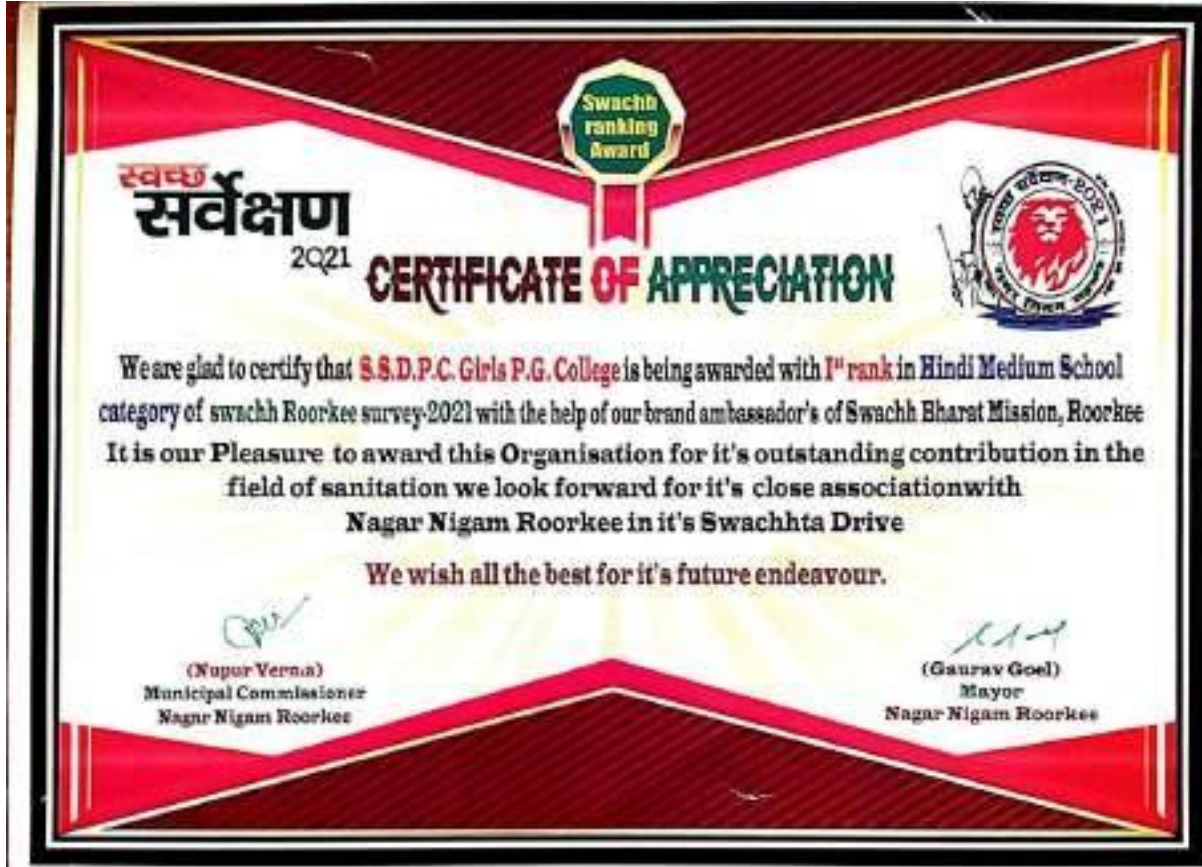 Swachh
ranking
Award
स्वच्छ
सर्वेक्षण
2021
CERTIFICATE OF APPRECIATION
We are glad to certify that S.S.D.P.C. Girls P.G. College is being awarded with Ist rank in Hindi Medium School
category of swachh Roorkee survey-2021 with the help of our brand ambassador's of Swachh Bharat Mission, Roorkee
It is our Pleasure to award this Organisation for it's outstanding contribution in the
field of sanitation we look forward for it's close associationwith
Nagar Nigam Roorkee in it's Swachhta Drive
We wish all the best for it's future endeavour.
(Nupur Verma)
Municipal Commissioner
Nagar Nigam Roorkee
(Gaurav Goel)
Mayor
Nagar Nigam Roorkee